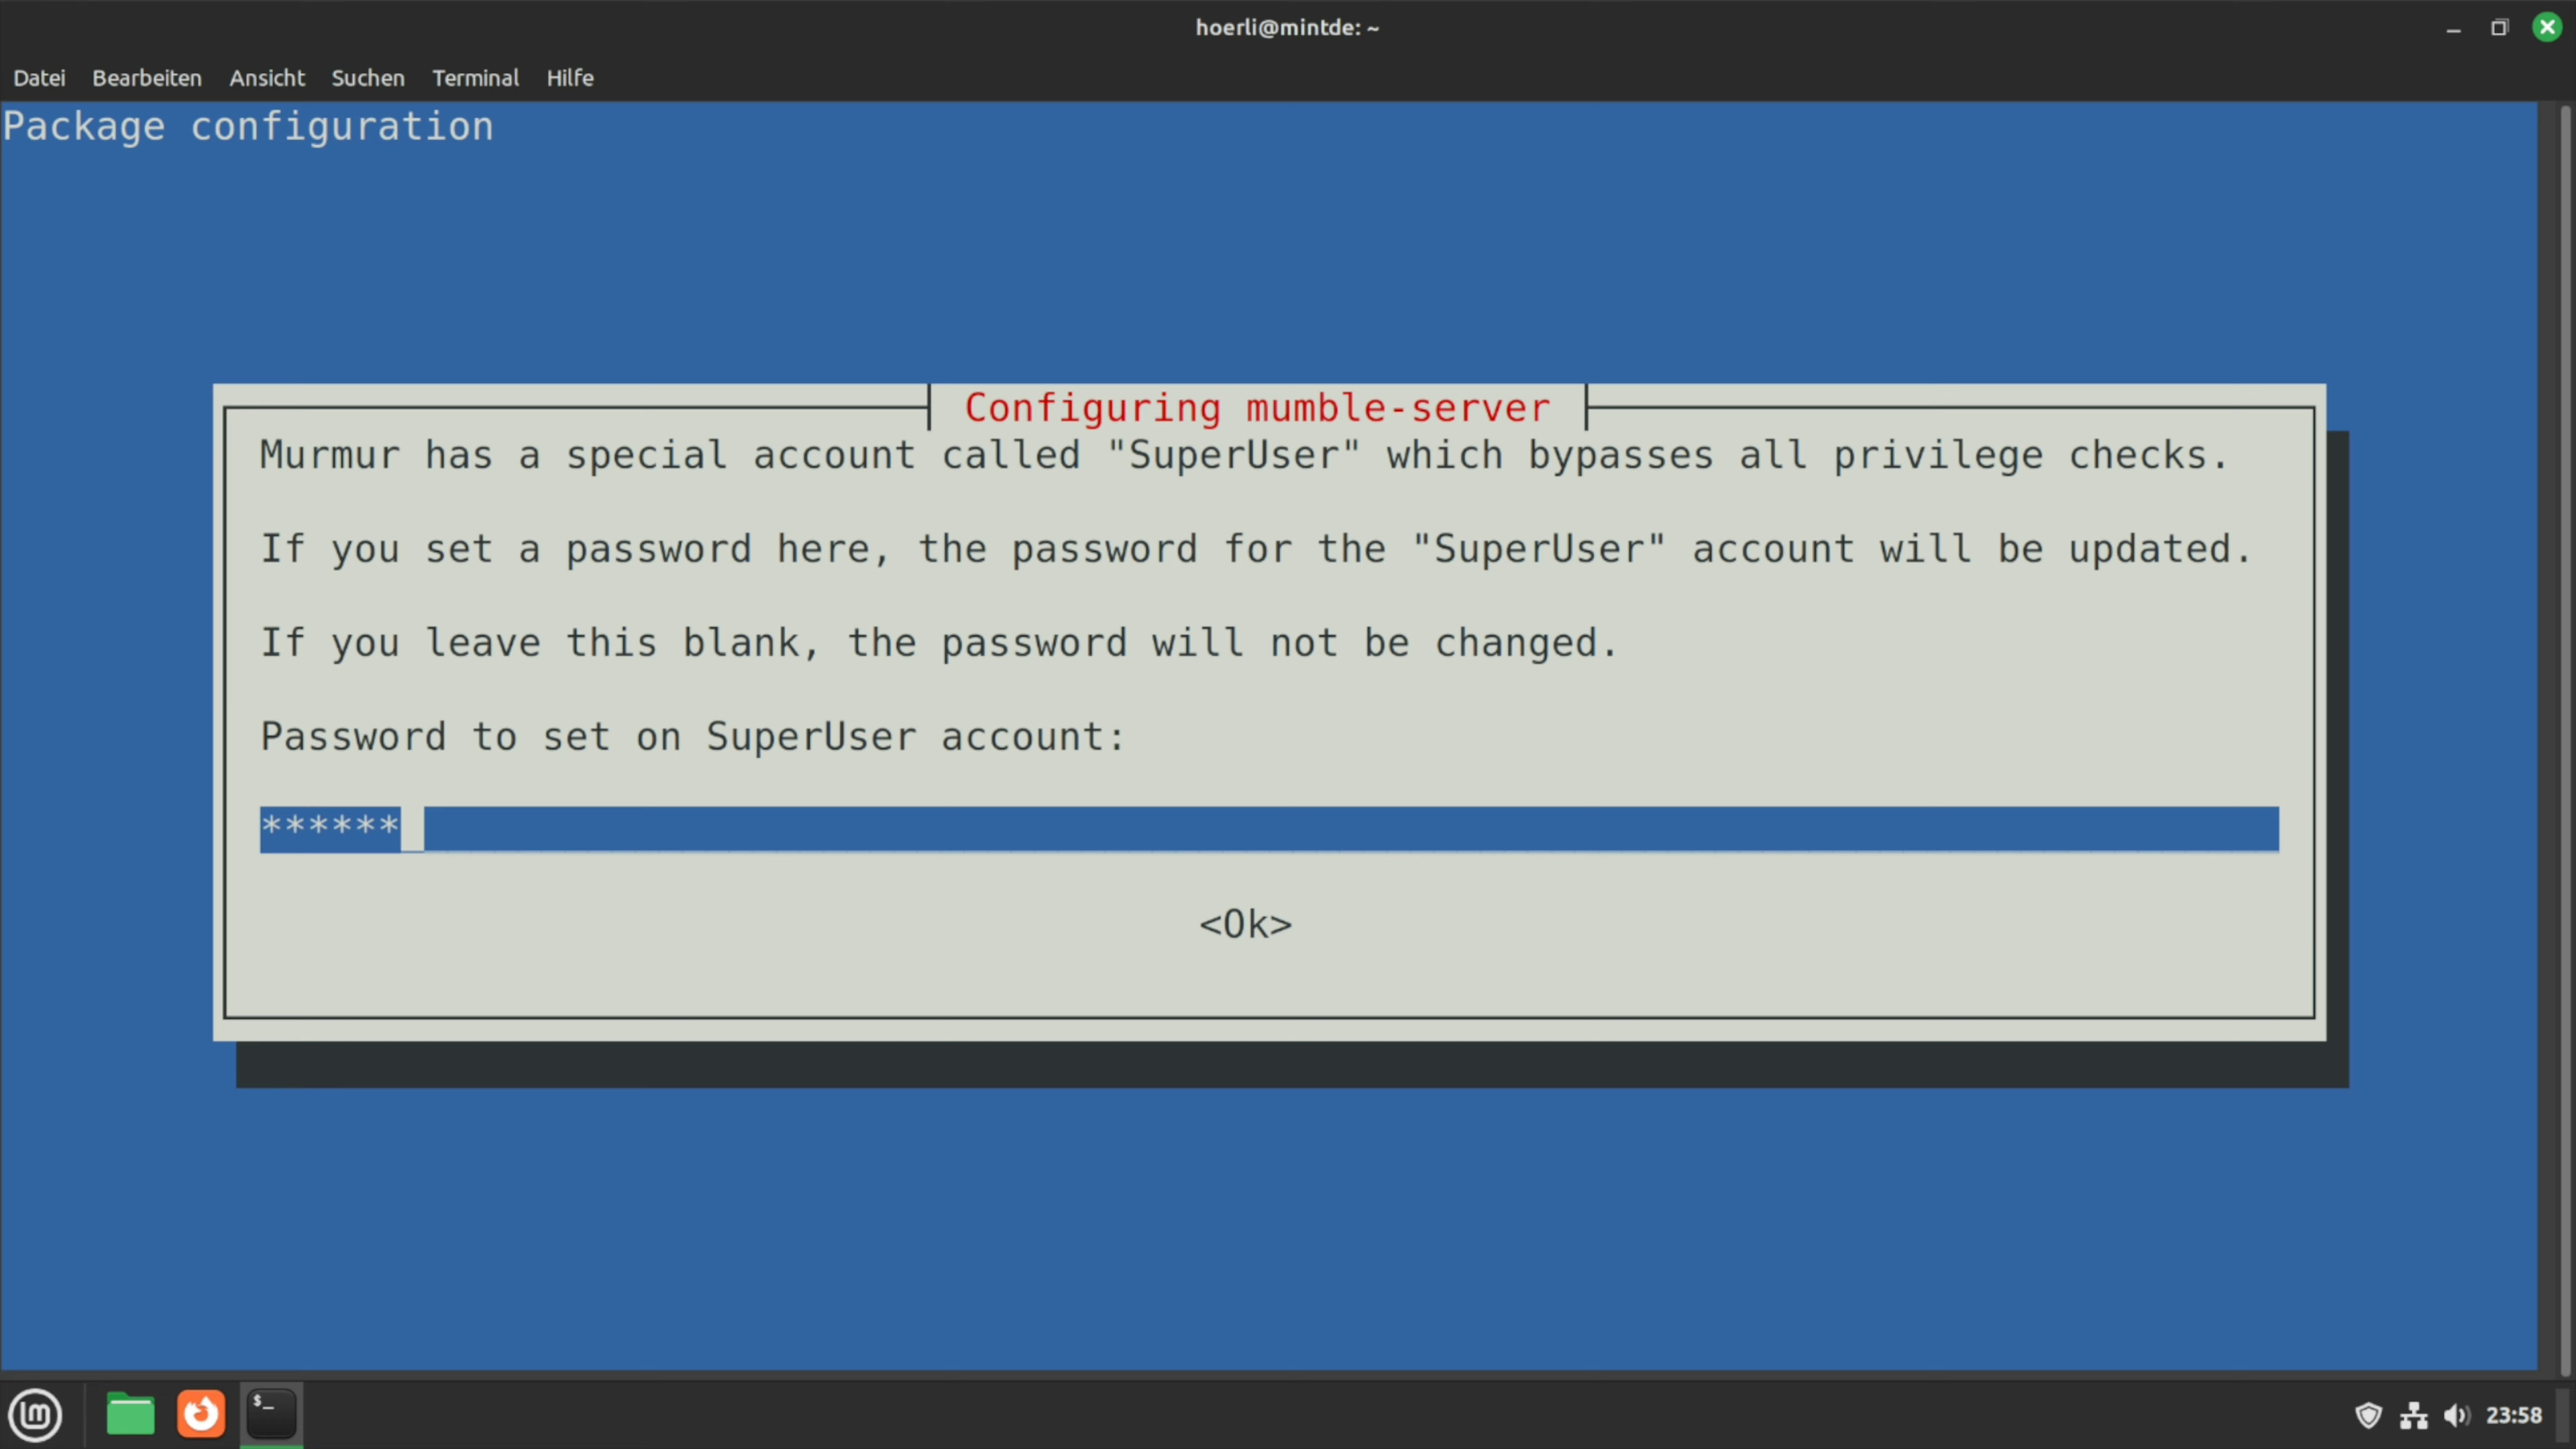 hoerli@mintde: ~
Datei Bearbeiten Ansicht Suchen Terminal Hilfe
Package configuration
Configuring mumble-server
Murmur has a special account called "SuperUser" which bypasses all privilege checks.
If you set a password here, the password for the "SuperUser" account will be updated.
If you leave this blank, the password will not be changed.
Password to set on SuperUser account:
******
<Ok>
$_
23:58